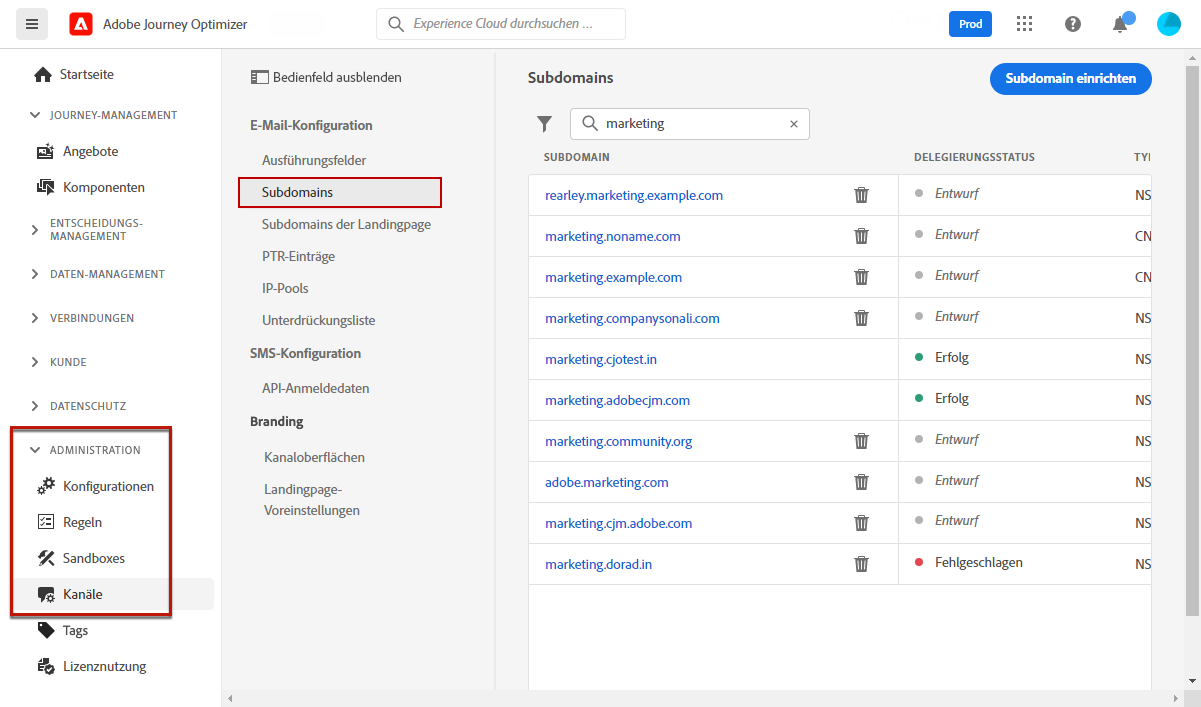 Adobe Journey Optimizer
Experience Cloud durchsuchen ...
Prod
Startseite
JOURNEY-MANAGEMENT
Angebote
Komponenten
ENTSCHEIDUNGS-
MANAGEMENT
DATEN-MANAGEMENT
VERBINDUNGEN
KUNDE
DATENSCHUTZ
ADMINISTRATION
Konfigurationen
Regeln
Sandboxes
Kanäle
Tags
Lizenznutzung
Bedienfeld ausblenden
E-Mail-Konfiguration
Ausführungsfelder
Subdomains
Subdomains der Landingpage
PTR-Einträge
IP-Pools
Unterdrückungsliste
SMS-Konfiguration
API-Anmeldedaten
Branding
Kanaloberflächen
Landingpage-
Voreinstellungen
Subdomains
Subdomain einrichten
marketing
SUBDOMAIN DELEGIERUNGSSTATUS TYI
rearley.marketing.example.com Entwurf NS
marketing.noname.com Entwurf CN
marketing.example.com Entwurf CN
marketing.companysonali.com Entwurf NS
marketing.cjotest.in Erfolg NS
marketing.adobecjm.com Erfolg NS
marketing.community.org Entwurf NS
adobe.marketing.com Entwurf NS
marketing.cjm.adobe.com Entwurf NS
marketing.dorad.in Fehlgeschlagen NS